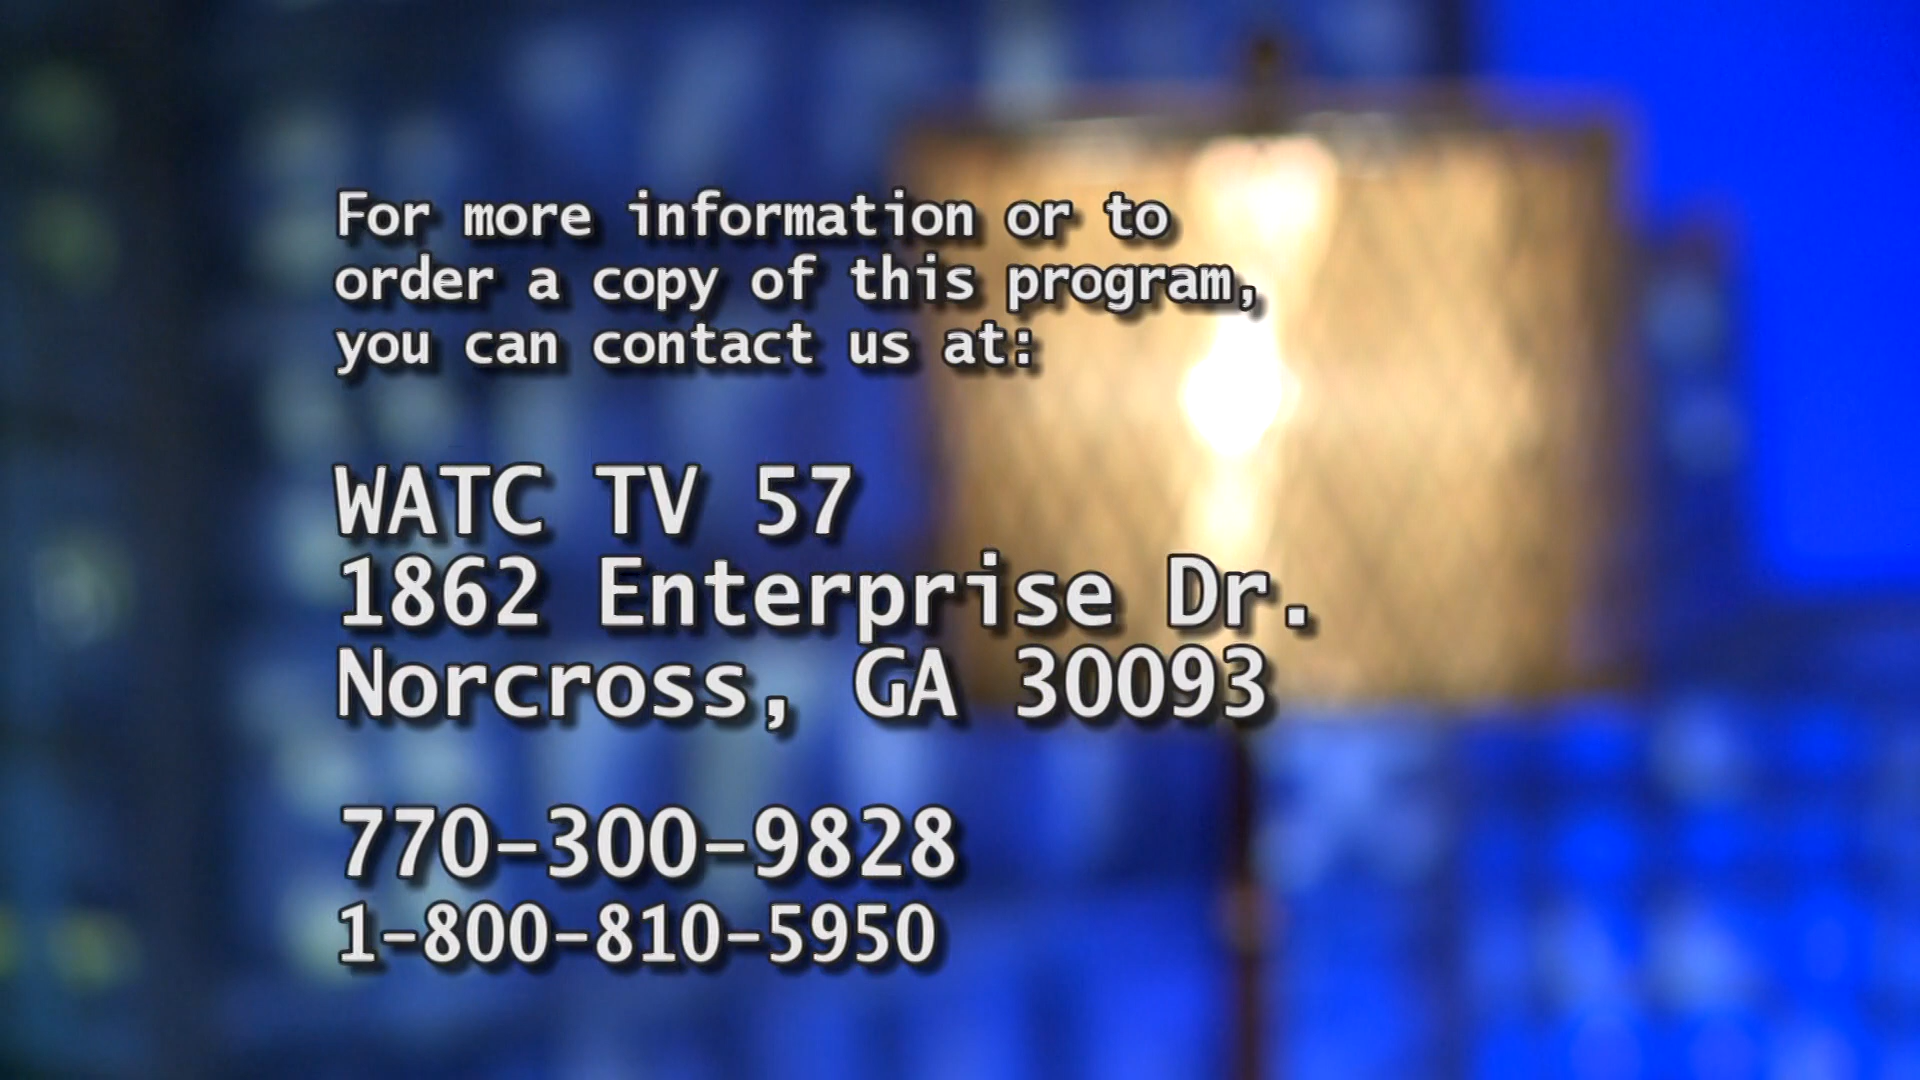 For more information or to
order a copy of this program,
you can contact us at:
WATC TV 57
1862 Enterprise Dr.
Norcross, GA 30093
770-300-9828
1-800-810-5950